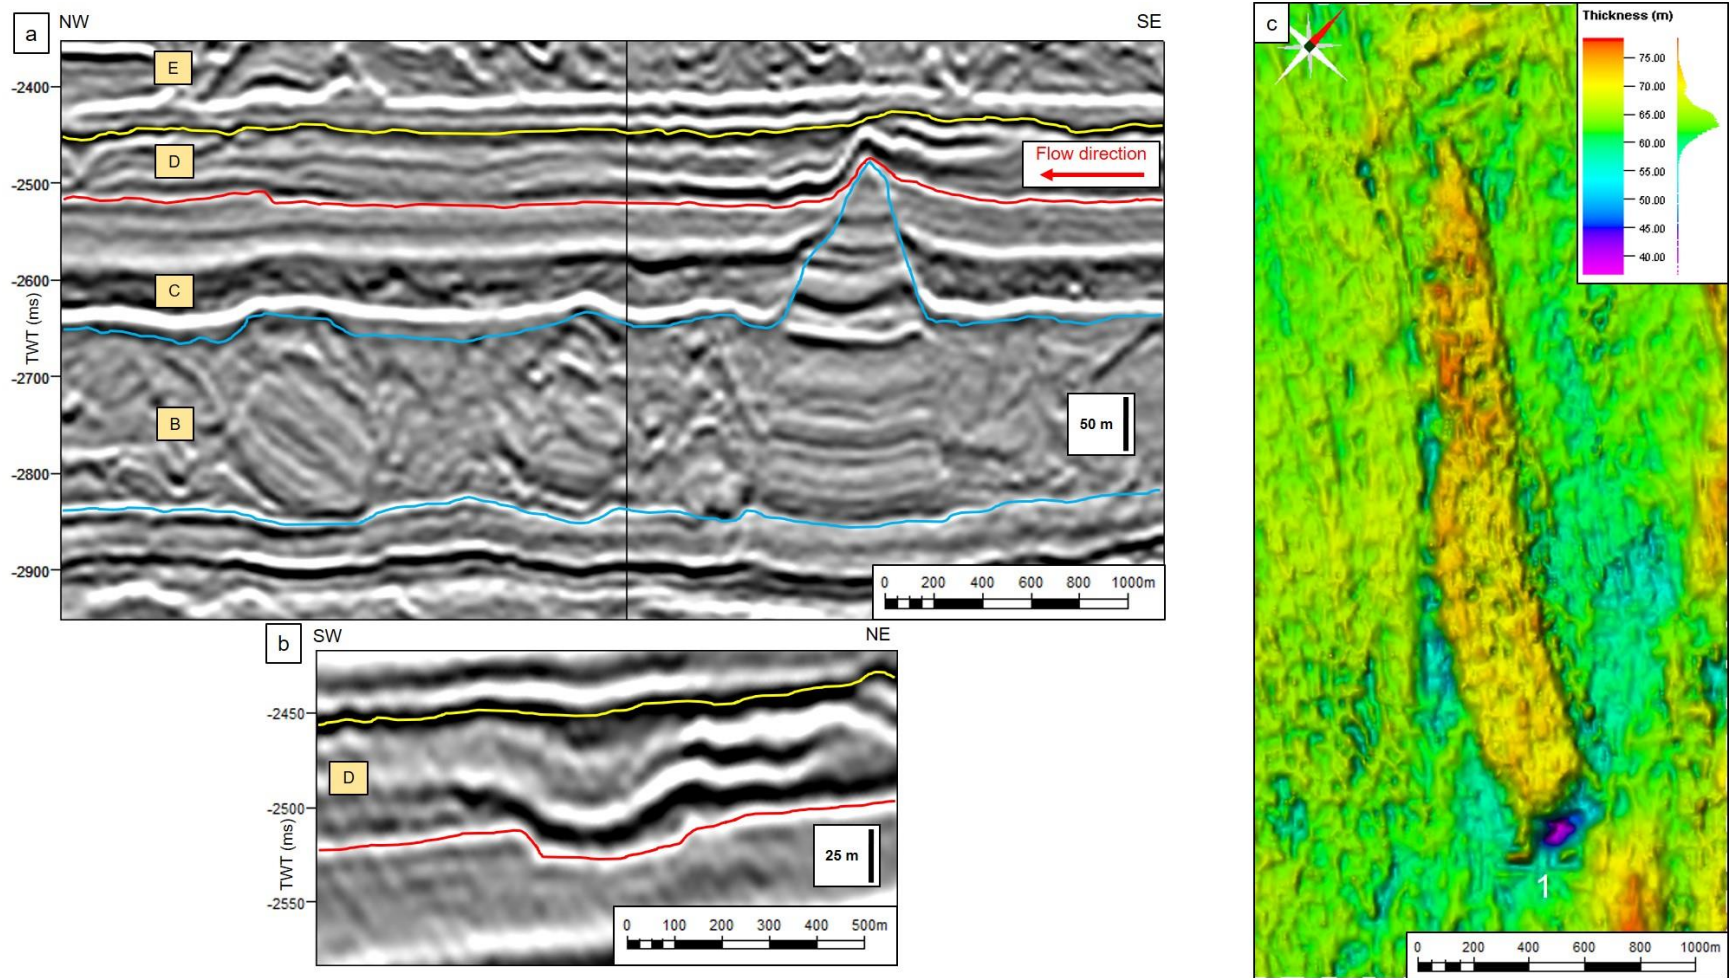 a NW SE
E
-2400
D
Flow direction
-2500
C
-2600
TWT (ms)
-2700
B
50 m
-2800
-2900
0 200 400 600 800 1000m
b SW NE
-2450
D
-2500
TWT (ms)
25 m
-2550
0 100 200 300 400 500m
c
Thickness (m)
75.00
70.00
65.00
60.00
55.00
50.00
45.00
40.00
1
0 200 400 600 800 1000m